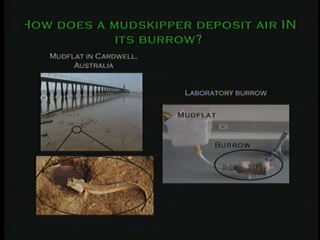 HOW DOES A MUDSKIPPER DEPOSIT AIR IN
ITS BURROW?
MUDFLAT IN CARDWELL,
AUSTRALIA
LABORATORY BURROW
MUDFLAT
BURROW